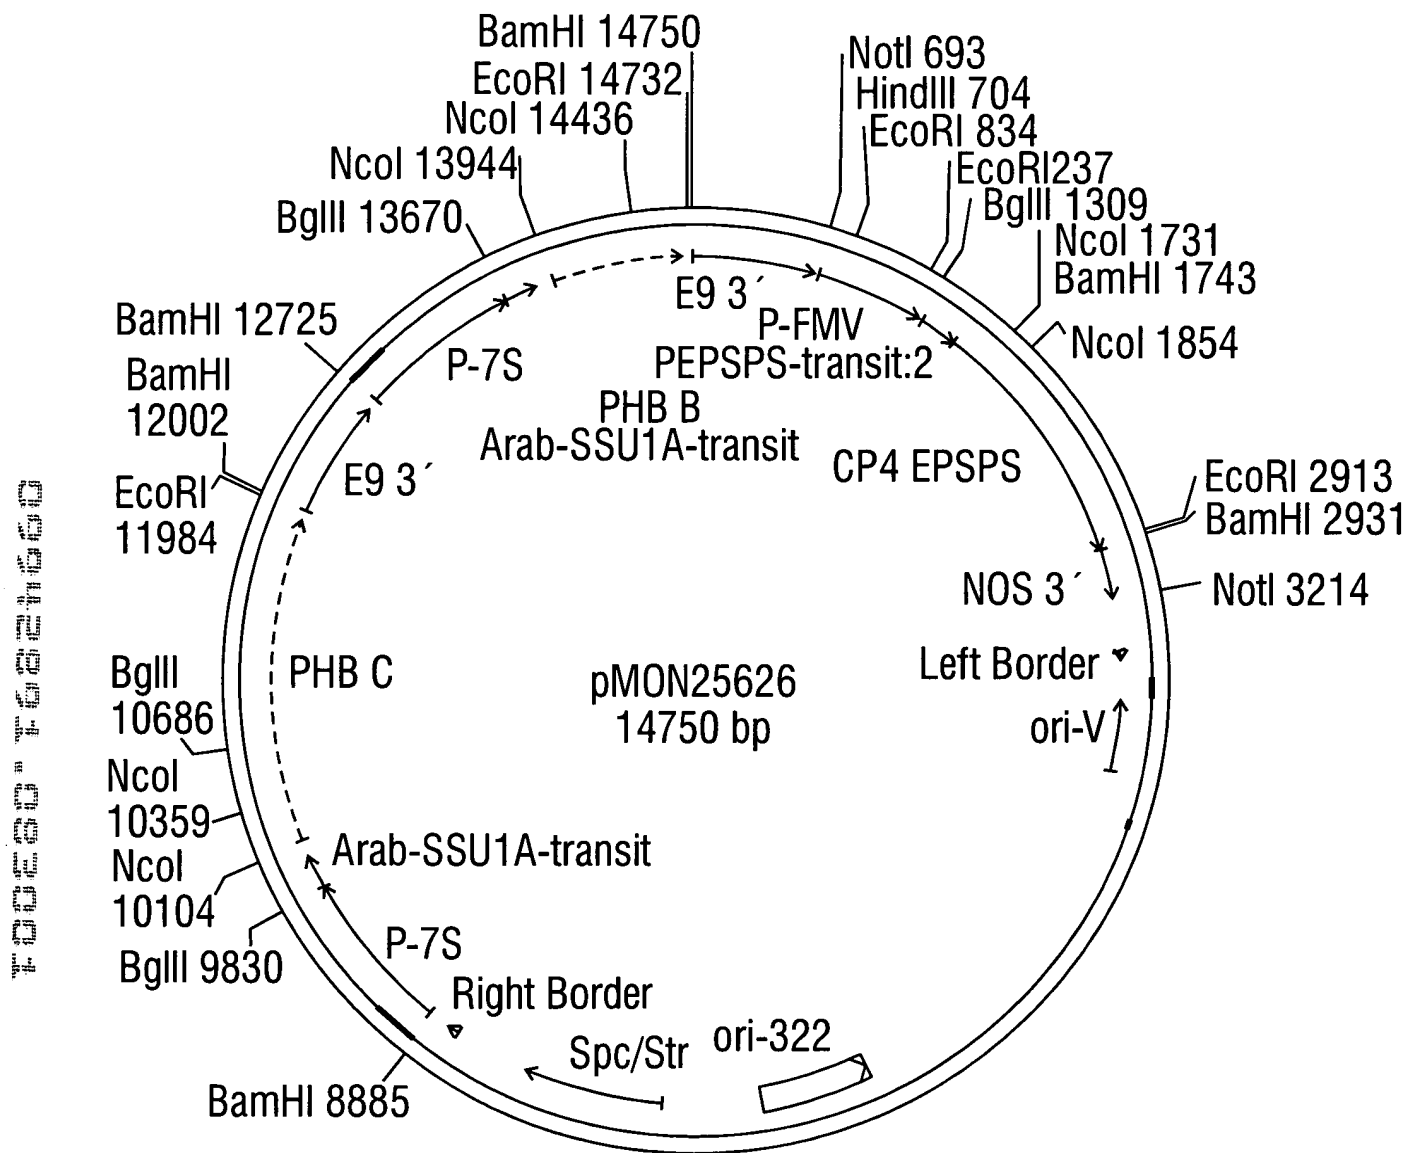 BamHI 14750
EcoRI 14732
NcoI 14436
NcoI 13944
BglII 13670
BamHI 12725
BamHI
12002
EcoRI
11984
BglII
10686
NcoI
10359
NcoI
10104
BglII 9830
BamHI 8885
NotI 693
HindIII 704
EcoRI 834
EcoRI237
BglII 1309
NcoI 1731
BamHI 1743
NcoI 1854
EcoRI 2913
BamHI 2931
NotI 3214
E9 3´
P-FMV
PEPSPS-transit:2
PHB B
Arab-SSU1A-transit
P-7S
E9 3´
CP4 EPSPS
NOS 3´
Left Border
ori-V
PHB C
pMON25626
14750 bp
Arab-SSU1A-transit
P-7S
Right Border
Spc/Str
ori-322